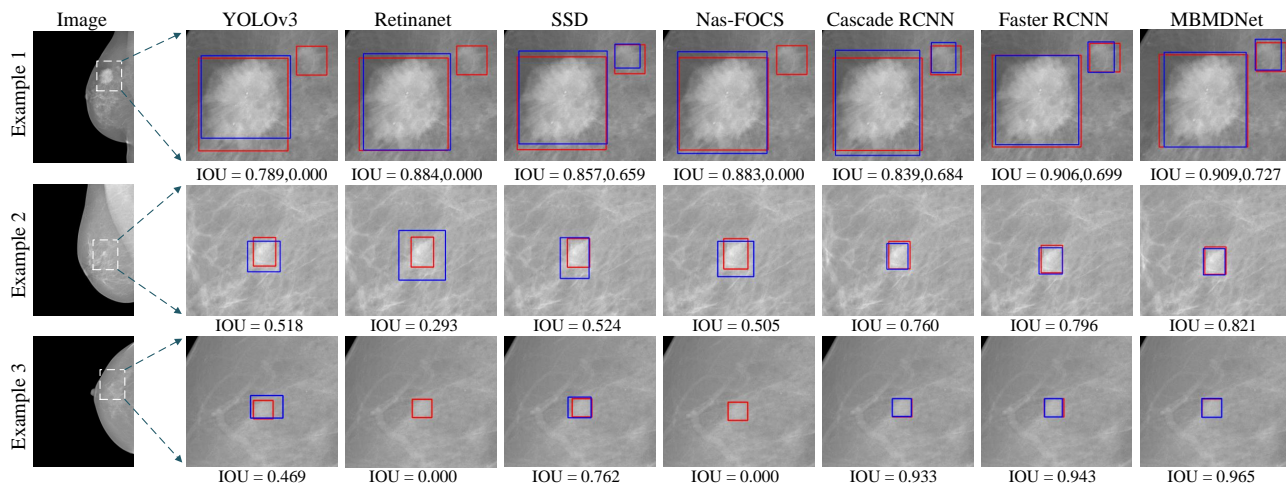 Image YOLOv3 Retinanet SSD Nas-FOCS Cascade RCNN Faster RCNN MBMDNet
Example 1
IOU = 0.789,0.000 IOU = 0.884,0.000 IOU = 0.857,0.659 IOU = 0.883,0.000 IOU = 0.839,0.684 IOU = 0.906,0.699 IOU = 0.909,0.727
Example 2
IOU = 0.518 IOU = 0.293 IOU = 0.524 IOU = 0.505 IOU = 0.760 IOU = 0.796 IOU = 0.821
Example 3
IOU = 0.469 IOU = 0.000 IOU = 0.762 IOU = 0.000 IOU = 0.933 IOU = 0.943 IOU = 0.965